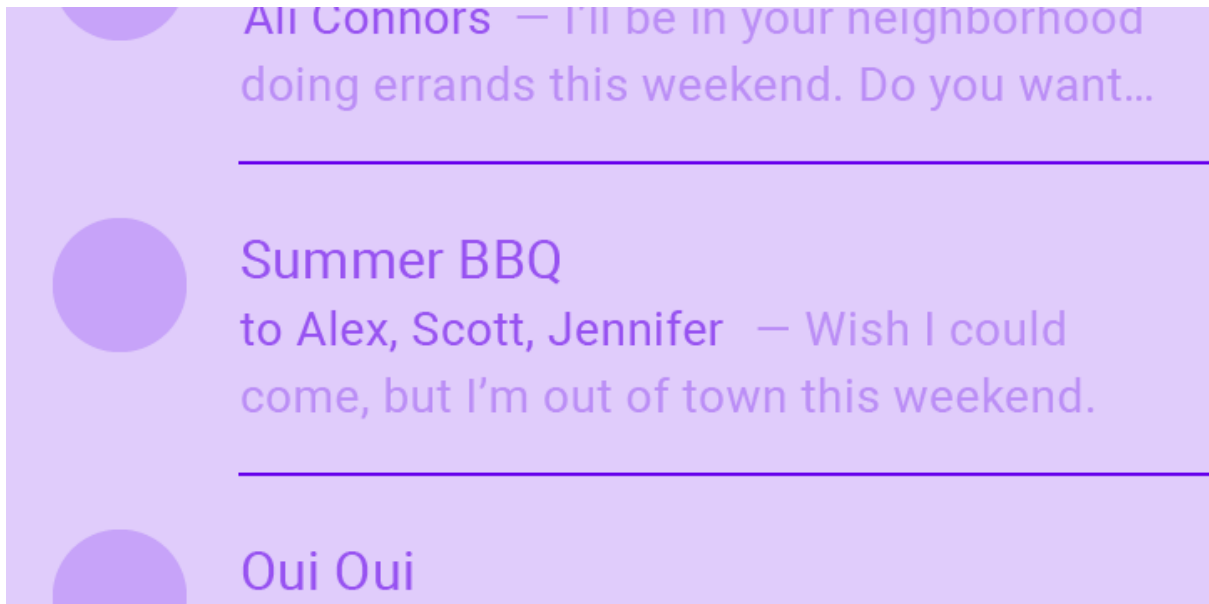 Ali Connors — I'll be in your neighborhood
doing errands this weekend. Do you want…
Summer BBQ
to Alex, Scott, Jennifer — Wish I could
come, but I’m out of town this weekend.
Oui Oui